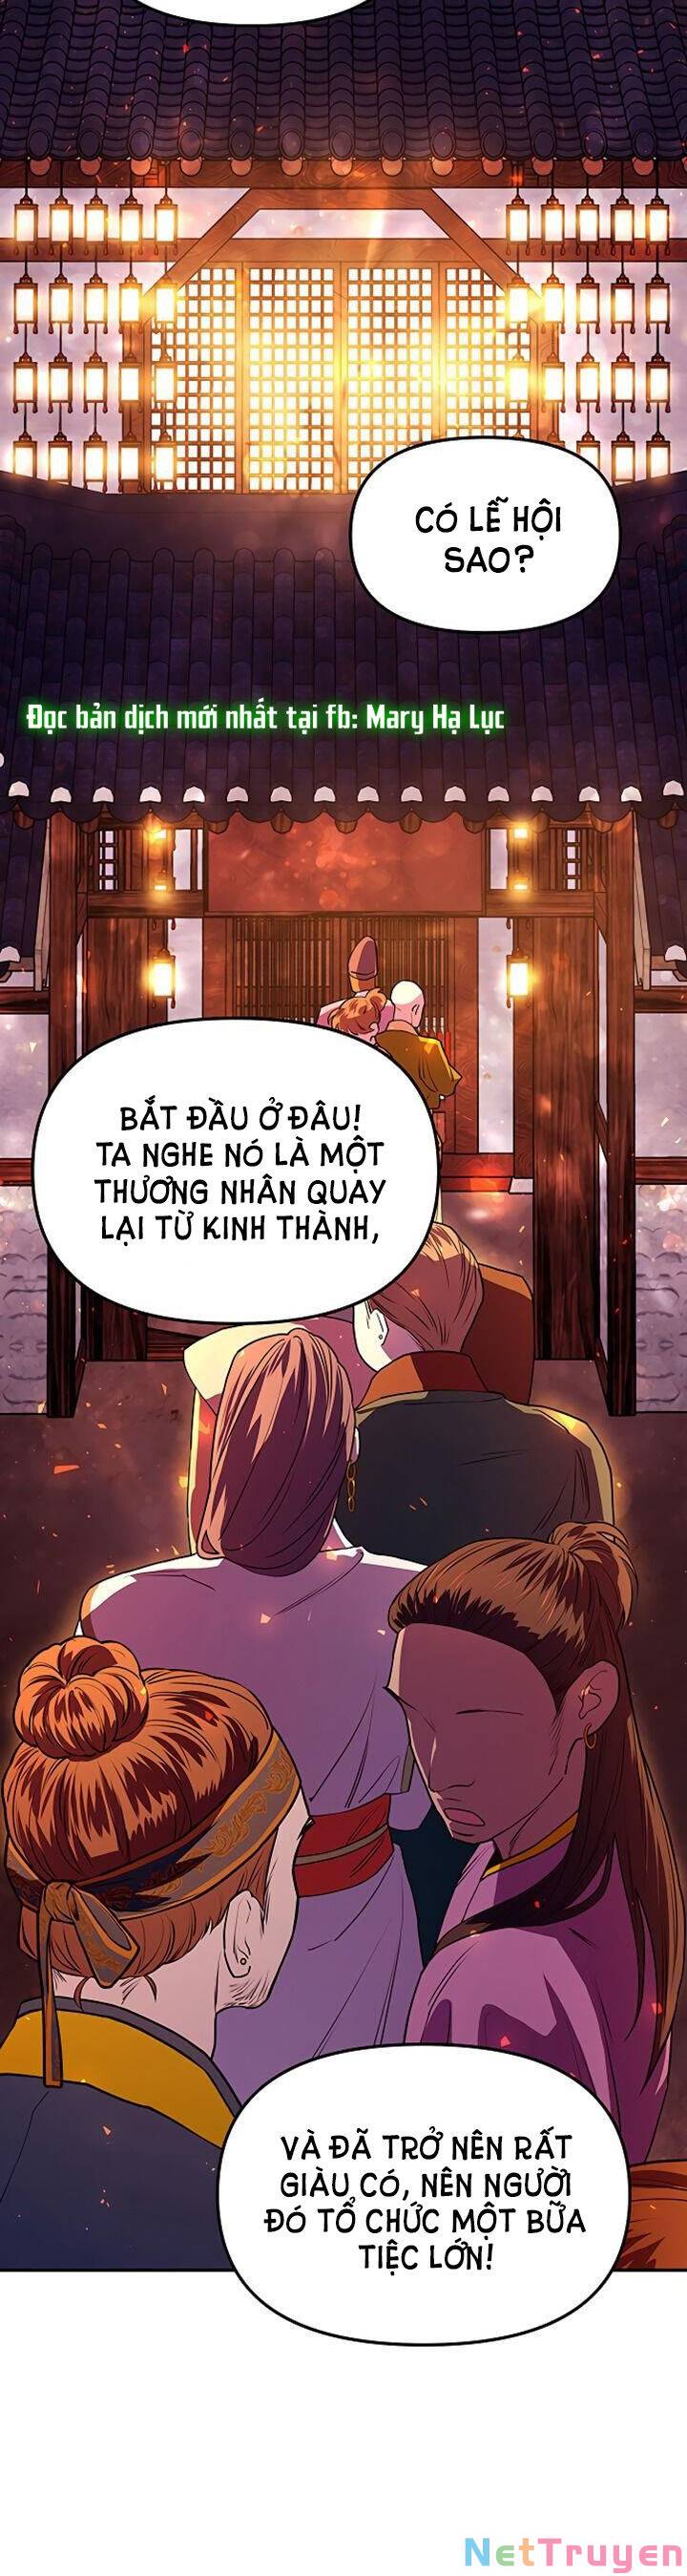 CÓ LỄ HỘI
SAO?
Đọc bản dịch mới nhất tại fb: Mary Hạ Lục
BẮT ĐẦU Ở ĐÂU!
TA NGHE NÓ LÀ MỘT
THƯƠNG NHÂN QUAY
LẠI TỪ KINH THÀNH,
VÀ ĐÃ TRỞ NÊN RẤT
GIÀU CÓ, NÊN NGƯỜI
ĐÓ TỔ CHỨC MỘT BỮA
TIỆC LỚN!
NetTruyen